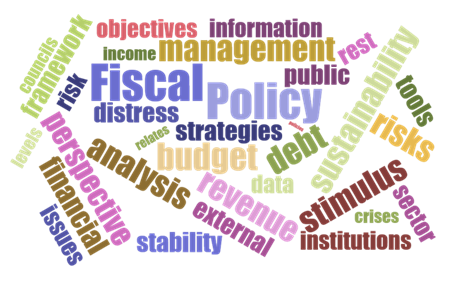 objectives information
councils framework income management rest
risk Fiscal public sustainability tools
distress Policy
relates strategies debt risks
levels perspective analysis budget
financial revenue data stimulus sector
issues external crises
stability institutions